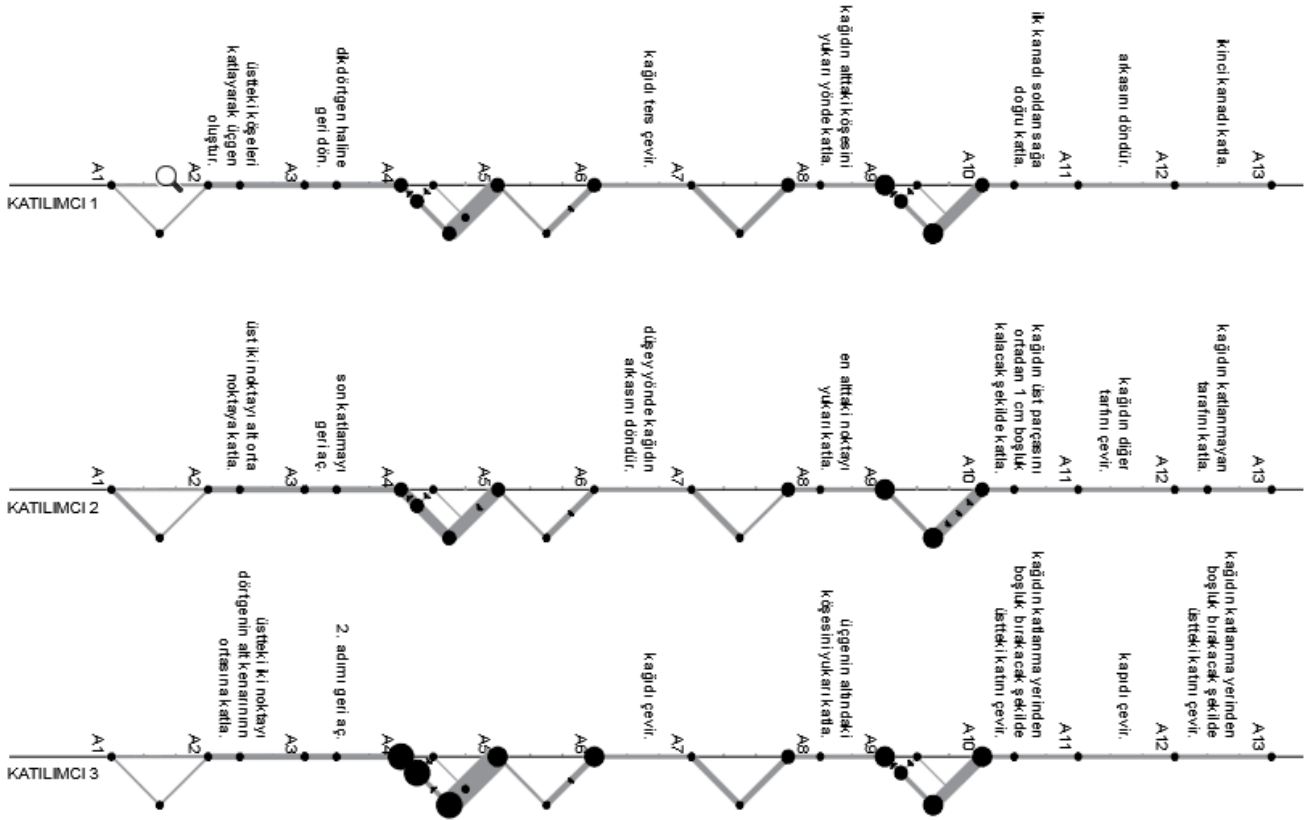 A1
A2
üstteki köşeleri
katlayarak üçgen
oluştur.
A3
dikdörtgen haline
geri dön.
A4
A5
A6
kağıdı ters çevir.
A7
A8
kağıdın alttaki köşesini
yukarı yönde katla.
A9
A10
ilk kanadı soldan sağa
doğru katla.
A11
arkasını döndür.
A12
ikinci kanadı katla.
A13
KATILIMCI 1
A1
A2
üst iki noktayı alt orta
noktaya katla.
A3
son katlamayı
geri aç.
A4
A5
A6
düşey yönde kağıdın
arkasını döndür.
A7
A8
en alttaki noktayı
yukarı katla.
A9
A10
kağıdın üst parçasını
ortadan 1 cm boşluk
kalacak şekilde katla.
A11
kağıdın diğer
tarfını çevir.
A12
kağıdın katlanmayan
tarafını katla.
A13
KATILIMCI 2
A1
A2
üstteki iki noktayı
dörtgenin alt kenarının
ortasına katla.
A3
2. adımı geri aç.
A4
A5
A6
kağıdı çevir.
A7
A8
üçgenin altındaki
köşesini yukarı katla.
A9
A10
kağıdın katlanma yerinden
boşluk bırakacak şekilde
üstteki katını çevir.
A11
kapıdı çevir.
A12
kağıdın katlanma yerinden
boşluk bırakacak şekilde
üstteki katını çevir.
A13
KATILIMCI 3